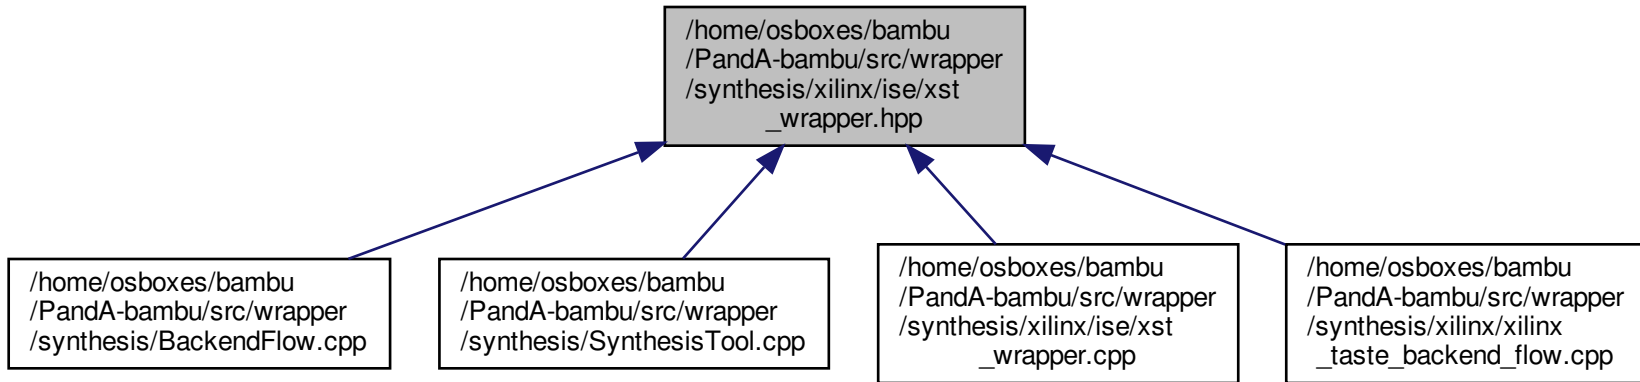 /home/osboxes/bambu
/PandA-bambu/src/wrapper
/synthesis/xilinx/ise/xst
_wrapper.hpp
/home/osboxes/bambu
/PandA-bambu/src/wrapper
/synthesis/BackendFlow.cpp
/home/osboxes/bambu
/PandA-bambu/src/wrapper
/synthesis/SynthesisTool.cpp
/home/osboxes/bambu
/PandA-bambu/src/wrapper
/synthesis/xilinx/ise/xst
_wrapper.cpp
/home/osboxes/bambu
/PandA-bambu/src/wrapper
/synthesis/xilinx/xilinx
_taste_backend_flow.cpp